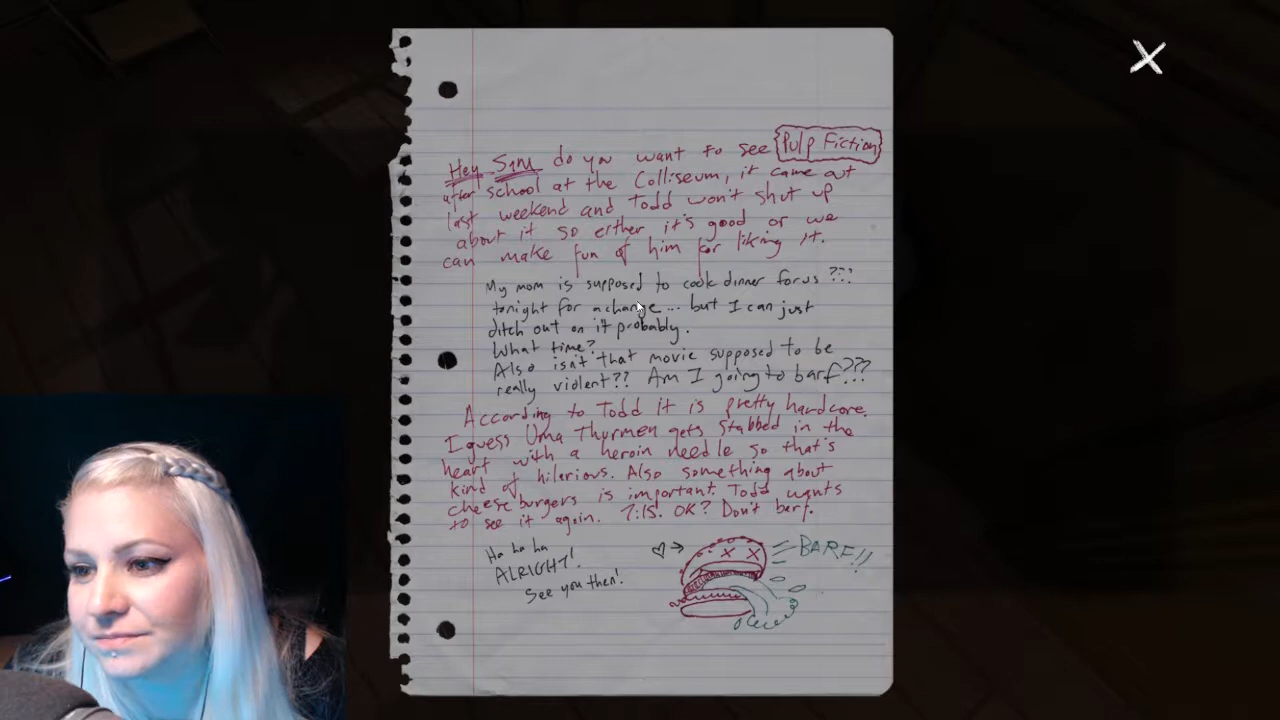 Hey Sam do you want to see Pulp Fiction
after school at the Colliseum, it came out
last weekend and Todd won't shut up
about it so either it's good or we
can make fun of him for liking it.
My mom is supposed to cook dinner for us ???
tonight for a change... but I can just
ditch out on it probably.
What time?
Also isn't that movie supposed to be
really violent?? Am I going to barf???
According to Todd it is pretty hardcore.
I guess Uma Thurmen gets stabbed in the
heart with a heroin needle so that's
kind of hilarious. Also something about
cheeseburgers is important. Todd wants
to see it again. 7:15. OK? Don't barf.
Ha ha ha
ALRIGHT!
See you then!
BARF!!